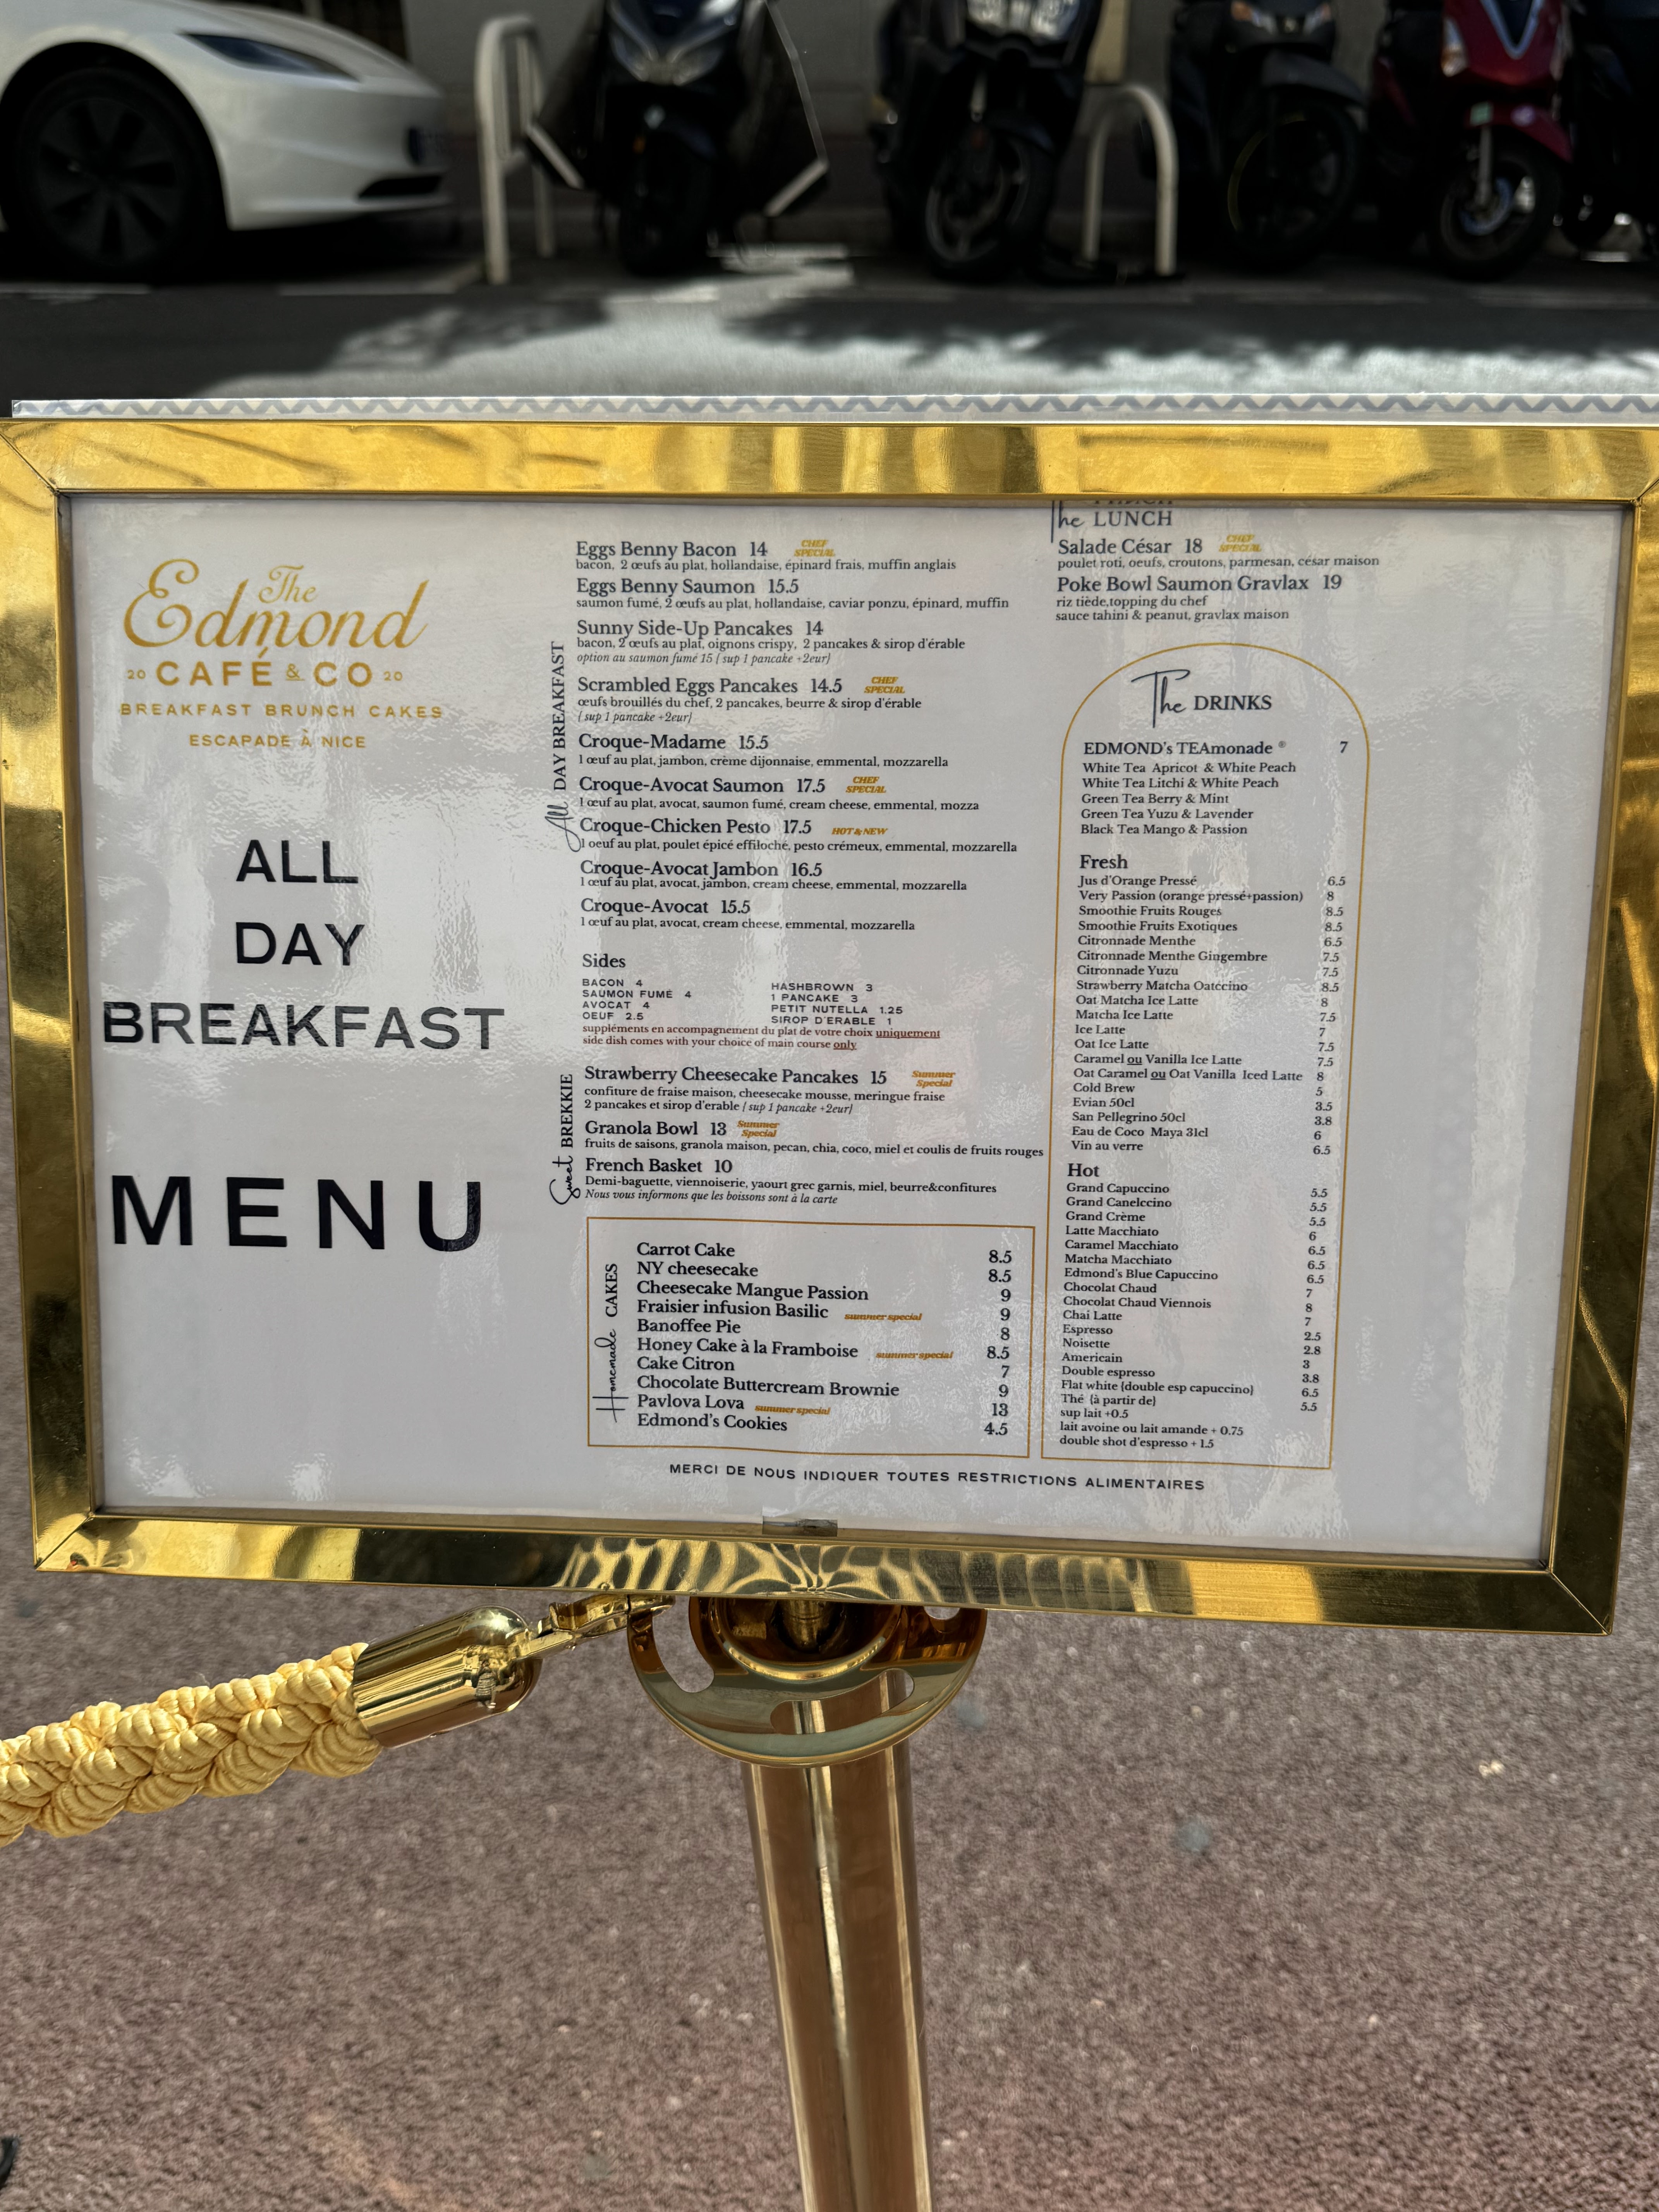 The
Edmond
20 CAFÉ & CO 20
BREAKFAST BRUNCH CAKES
ESCAPADE À NICE
ALL
DAY
BREAKFAST
MENU
All DAY BREAKFAST
Eggs Benny Bacon 14 CHEF SPECIAL
bacon, 2 œufs au plat, hollandaise, épinard frais, muffin anglais
Eggs Benny Saumon 15.5
saumon fumé, 2 œufs au plat, hollandaise, caviar ponzu, épinard, muffin
Sunny Side-Up Pancakes 14
bacon, 2 œufs au plat, oignons crispy, 2 pancakes & sirop d'érable
option au saumon fumé 15 ( sup 1 pancake +2eur)
Scrambled Eggs Pancakes 14.5 CHEF SPECIAL
œufs brouillés du chef, 2 pancakes, beurre & sirop d'érable
( sup 1 pancake +2eur)
Croque-Madame 15.5
1 œuf au plat, jambon, crème dijonnaise, emmental, mozzarella
Croque-Avocat Saumon 17.5 CHEF SPECIAL
1 œuf au plat, avocat, saumon fumé, cream cheese, emmental, mozza
Croque-Chicken Pesto 17.5 HOT & NEW
1 oeuf au plat, poulet épicé effiloché, pesto crémeux, emmental, mozzarella
Croque-Avocat Jambon 16.5
1 œuf au plat, avocat, jambon, cream cheese, emmental, mozzarella
Croque-Avocat 15.5
1 œuf au plat, avocat, cream cheese, emmental, mozzarella
Sides
BACON 4
SAUMON FUMÉ 4
AVOCAT 4
OEUF 2.5
HASHBROWN 3
1 PANCAKE 3
PETIT NUTELLA 1.25
SIROP D'ERABLE 1
suppléments en accompagnement du plat de votre choix uniquement
side dish comes with your choice of main course only
Sweet BREKKIE
Strawberry Cheesecake Pancakes 15 Summer Special
confiture de fraise maison, cheesecake mousse, meringue fraise
2 pancakes et sirop d'erable ( sup 1 pancake +2eur)
Granola Bowl 13 Summer Special
fruits de saisons, granola maison, pecan, chia, coco, miel et coulis de fruits rouges
French Basket 10
Demi-baguette, viennoiserie, yaourt grec garnis, miel, beurre&confitures
Nous vous informons que les boissons sont à la carte
Homemade CAKES
Carrot Cake 8.5
NY cheesecake 8.5
Cheesecake Mangue Passion 9
Fraisier infusion Basilic summer special 9
Banoffee Pie 8
Honey Cake à la Framboise summer special 8.5
Cake Citron 7
Chocolate Buttercream Brownie 9
Pavlova Lova summer special 13
Edmond's Cookies 4.5
The LUNCH
Salade César 18 CHEF SPECIAL
poulet roti, oeufs, croutons, parmesan, césar maison
Poke Bowl Saumon Gravlax 19
riz tiède,topping du chef
sauce tahini & peanut, gravlax maison
The DRINKS
EDMOND's TEAmonade ® 7
White Tea Apricot & White Peach
White Tea Litchi & White Peach
Green Tea Berry & Mint
Green Tea Yuzu & Lavender
Black Tea Mango & Passion
Fresh
Jus d'Orange Pressé 6.5
Very Passion (orange pressé+passion) 8
Smoothie Fruits Rouges 8.5
Smoothie Fruits Exotiques 8.5
Citronnade Menthe 6.5
Citronnade Menthe Gingembre 7.5
Citronnade Yuzu 7.5
Strawberry Matcha Oatccino 8.5
Oat Matcha Ice Latte 8
Matcha Ice Latte 7.5
Ice Latte 7
Oat Ice Latte 7.5
Caramel ou Vanilla Ice Latte 7.5
Oat Caramel ou Oat Vanilla Iced Latte 8
Cold Brew 5
Evian 50cl 3.5
San Pellegrino 50cl 3.8
Eau de Coco Maya 31cl 6
Vin au verre 6.5
Hot
Grand Capuccino 5.5
Grand Canelccino 5.5
Grand Crème 5.5
Latte Macchiato 6
Caramel Macchiato 6.5
Matcha Macchiato 6.5
Edmond's Blue Capuccino 6.5
Chocolat Chaud 7
Chocolat Chaud Viennois 8
Chai Latte 7
Espresso 2.5
Noisette 2.8
Americain 3
Double espresso 3.8
Flat white (double esp capuccino) 6.5
Thé (à partir de) 5.5
sup lait +0.5
lait avoine ou lait amande + 0.75
double shot d'espresso + 1.5
MERCI DE NOUS INDIQUER TOUTES RESTRICTIONS ALIMENTAIRES